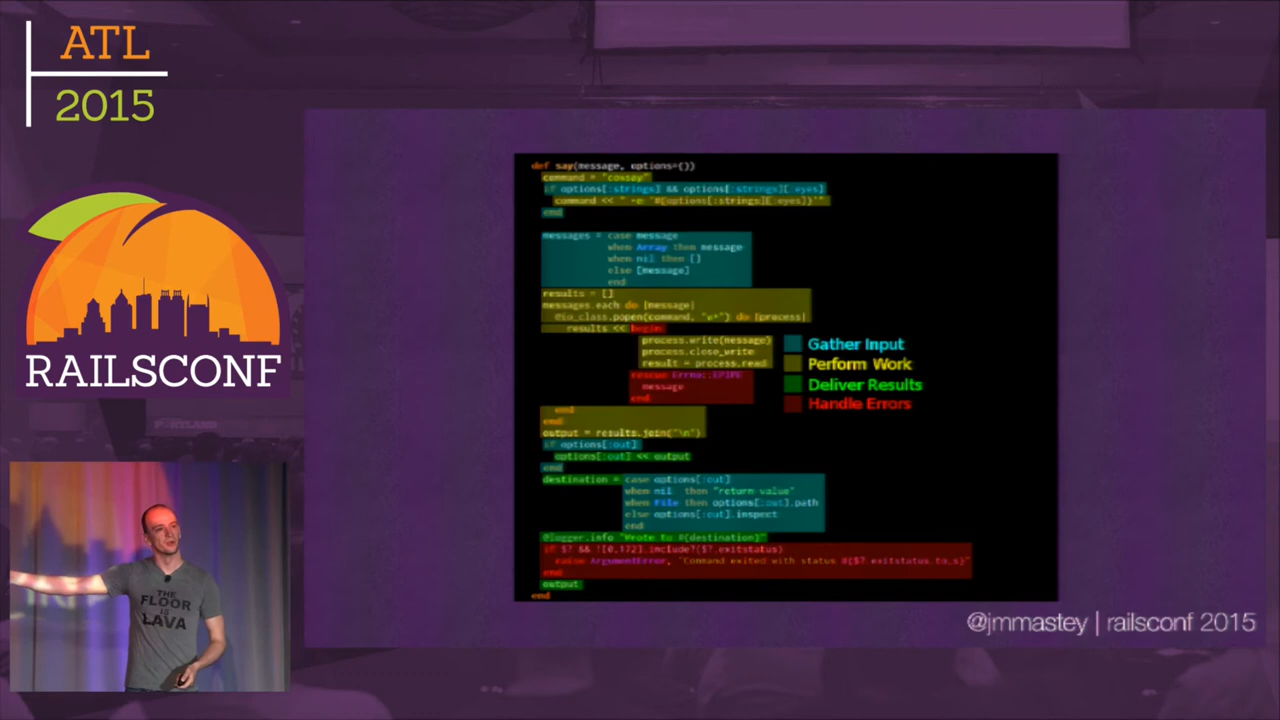 ATL
2015
RAILSCONF
def say(message, options={})
command = "cowsay"
if options[:strings] && options[:strings][:eyes]
command << " -e '#{options[:strings][:eyes]}'"
end
messages = case message
when Array then message
when nil then []
else [message]
end
results = []
messages.each do |message|
@io_class.popen(command, "w+") do |process|
results << begin
process.write(message)
process.close_write
result = process.read
rescue Errno::EPIPE
message
end
end
end
output = results.join("\n")
if options[:out]
options[:out] << output
end
destination = case options[:out]
when nil then "return value"
when File then options[:out].path
else options[:out].inspect
end
@logger.info "Wrote to #{destination}"
if $? && ![0,172].include?($?.exitstatus)
raise ArgumentError, "Command exited with status #{$?.exitstatus.to_s}"
end
output
end
Gather Input
Perform Work
Deliver Results
Handle Errors
THE
FLOOR
IS
LAVA
@jmmastey | railsconf 2015